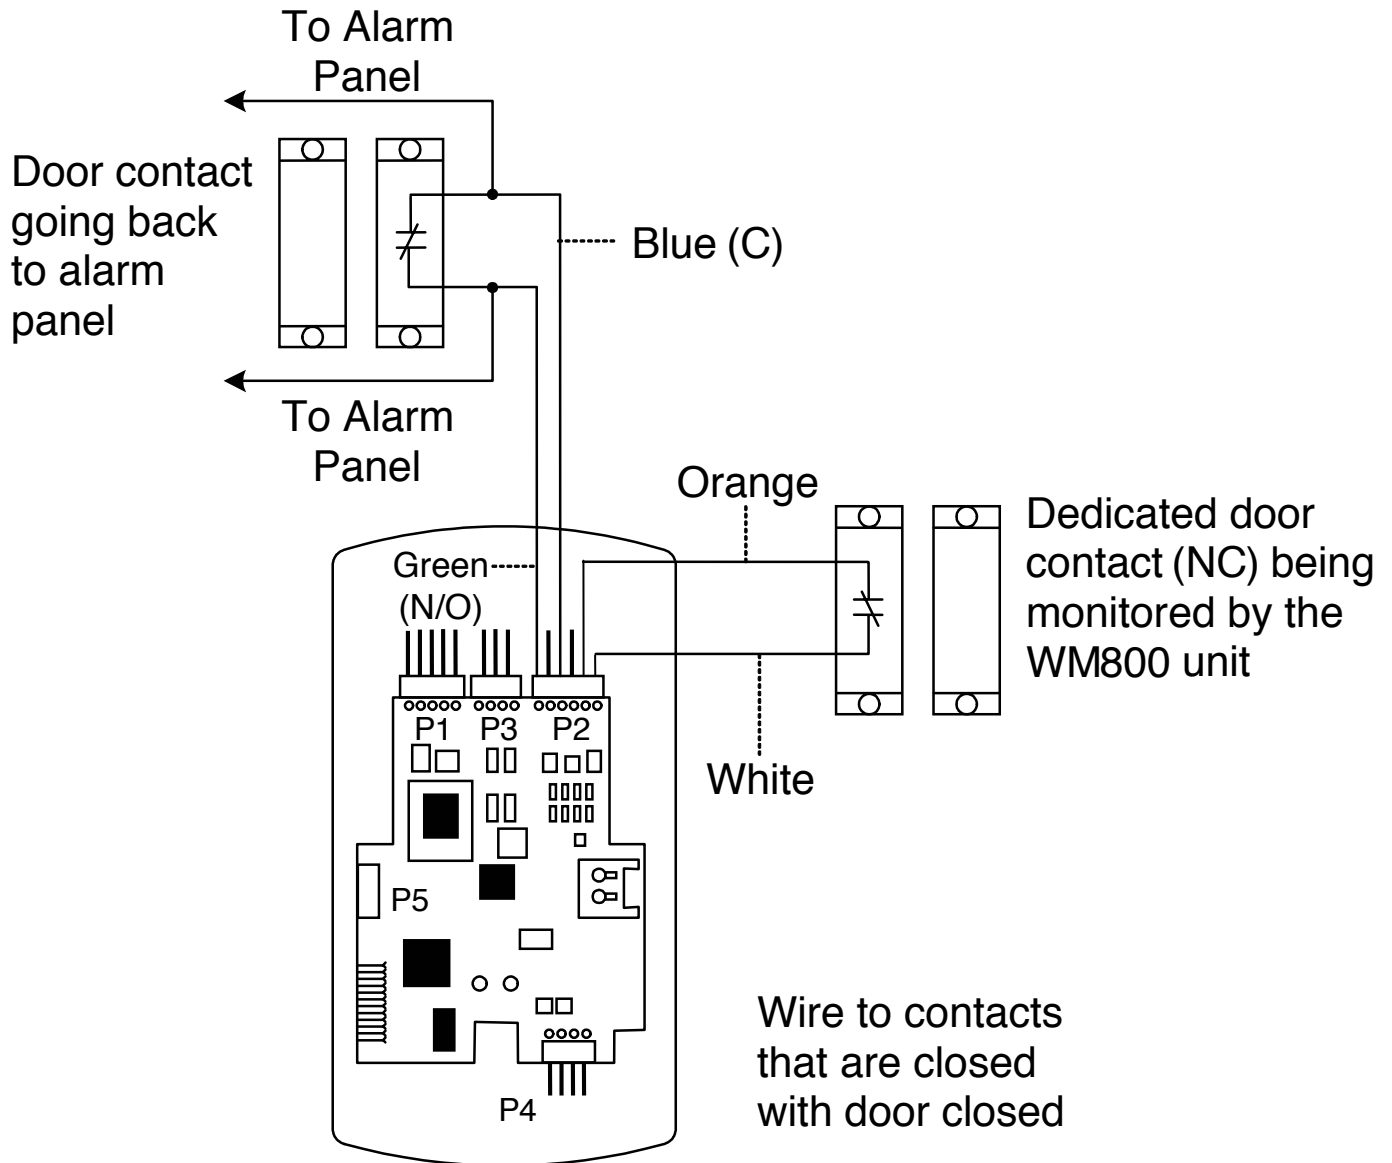 To Alarm
Panel
Door contact
going back
to alarm
panel
Blue (C)
To Alarm
Panel
Orange
Dedicated door
contact (NC) being
monitored by the
WM800 unit
Green
(N/O)
P1 P3 P2
White
P5
Wire to contacts
that are closed
with door closed
P4